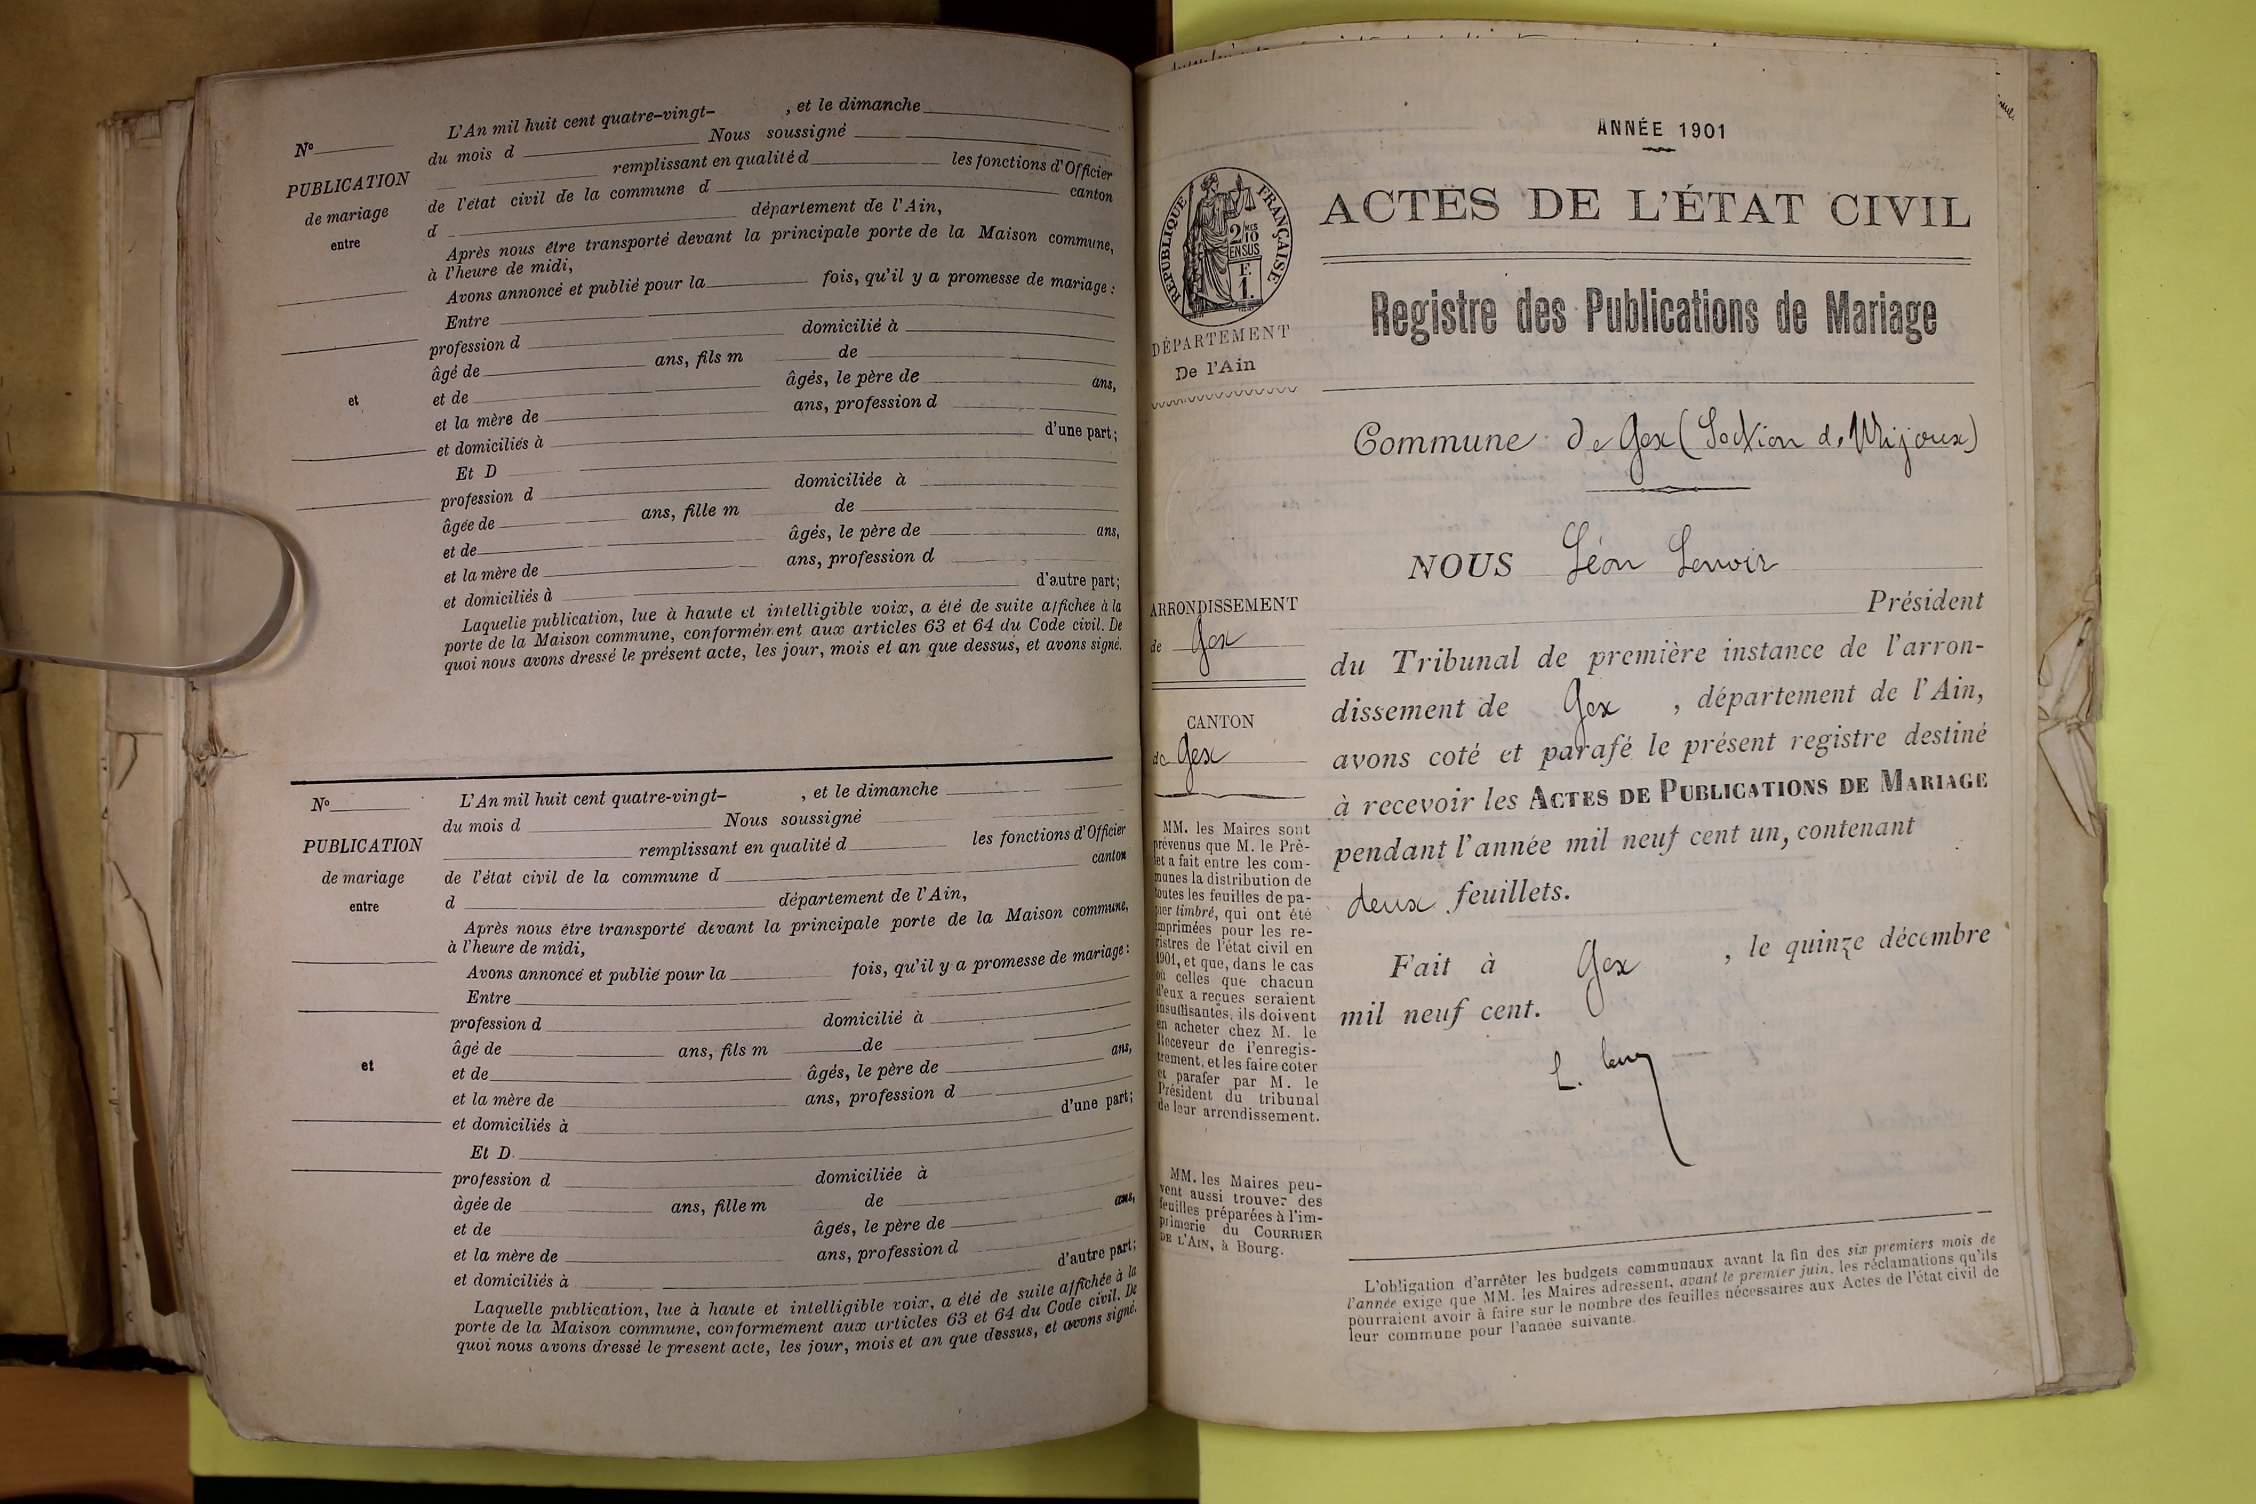 L'An mil huit cent quatre-vingt- , et le dimanche
Nº
du mois d Nous soussigné
PUBLICATION
remplissant en qualité d les fonctions d'Officier
de mariage
de l'état civil de la commune d canton
entre
d département de l'Ain,
Après nous être transporté devant la principale porte de la Maison commune,
à l'heure de midi,
Avons annoncé et publié pour la fois, qu'il y a promesse de mariage :
Entre
profession d domicilié à
âgé de ans, fils m de
et
et de âgés, le père de ans,
et la mère de ans, profession d
et domiciliés à d'une part ;
Et D
profession d domiciliée à
âgée de ans, fille m de
et de âgés, le père de ans,
et la mère de ans, profession d
et domiciliés à d'autre part ;
Laquelle publication, lue à haute et intelligible voix, a été de suite affichée à la
porte de la Maison commune, conformément aux articles 63 et 64 du Code civil. De
quoi nous avons dressé le présent acte, les jour, mois et an que dessus, et avons signé.
Nº
L'An mil huit cent quatre-vingt- , et le dimanche
du mois d Nous soussigné
PUBLICATION
remplissant en qualité d les fonctions d'Officier
de mariage
de l'état civil de la commune d canton
entre
d département de l'Ain,
Après nous être transporté devant la principale porte de la Maison commune,
à l'heure de midi,
Avons annoncé et publié pour la fois, qu'il y a promesse de mariage :
Entre
profession d domicilié à
âgé de ans, fils m de
et
et de âgés, le père de ans,
et la mère de ans, profession d
et domiciliés à d'une part ;
Et D
profession d domiciliée à
âgée de ans, fille m de
et de âgés, le père de ans,
et la mère de ans, profession d
et domiciliés à d'autre part ;
Laquelle publication, lue à haute et intelligible voix, a été de suite affichée à la
porte de la Maison commune, conformément aux articles 63 et 64 du Code civil. De
quoi nous avons dressé le present acte, les jour, mois et an que dessus, et avons signé.
RÉPUBLIQUE FRANÇAISE
2/10 MES
EN SUS
F.
1.
DÉPARTEMENT
De l'Ain
ARRONDISSEMENT
de Gex
CANTON
de Gex
MM. les Maires sont
prévenus que M. le Pré-
fet a fait entre les com-
munes la distribution de
toutes les feuilles de pa-
pier timbré, qui ont été
imprimées pour les re-
gistres de l'état civil en
1901, et que, dans le cas
où celles que chacun
d'eux a reçues seraient
insuffisantes, ils doivent
en acheter chez M. le
Receveur de l'enregis-
trement, et les faire coter
et parafer par M. le
Président du tribunal
de leur arrondissement.
MM. les Maires peu-
vent aussi trouver des
feuilles préparées à l'im-
primerie du COURRIER
DE L'AIN, à Bourg.
ANNÉE 1901
ACTES DE L'ÉTAT CIVIL
Registre des Publications de Mariage
Commune de Gex (Section de Mijoux)
NOUS Léon Lenoir
Président
du Tribunal de première instance de l'arron-
dissement de Gex , département de l'Ain,
avons coté et parafé le présent registre destiné
à recevoir les ACTES DE PUBLICATIONS DE MARIAGE
pendant l'année mil neuf cent un, contenant
deux feuillets.
Fait à Gex , le quinze décembre
mil neuf cent.
L'obligation d'arrêter les budgets communaux avant la fin des six premiers mois de
l'année exige que MM. les Maires adressent, avant le premier juin, les réclamations qu'ils
pourraient avoir à faire sur le nombre des feuilles nécessaires aux Actes de l'état civil de
leur commune pour l'année suivante.